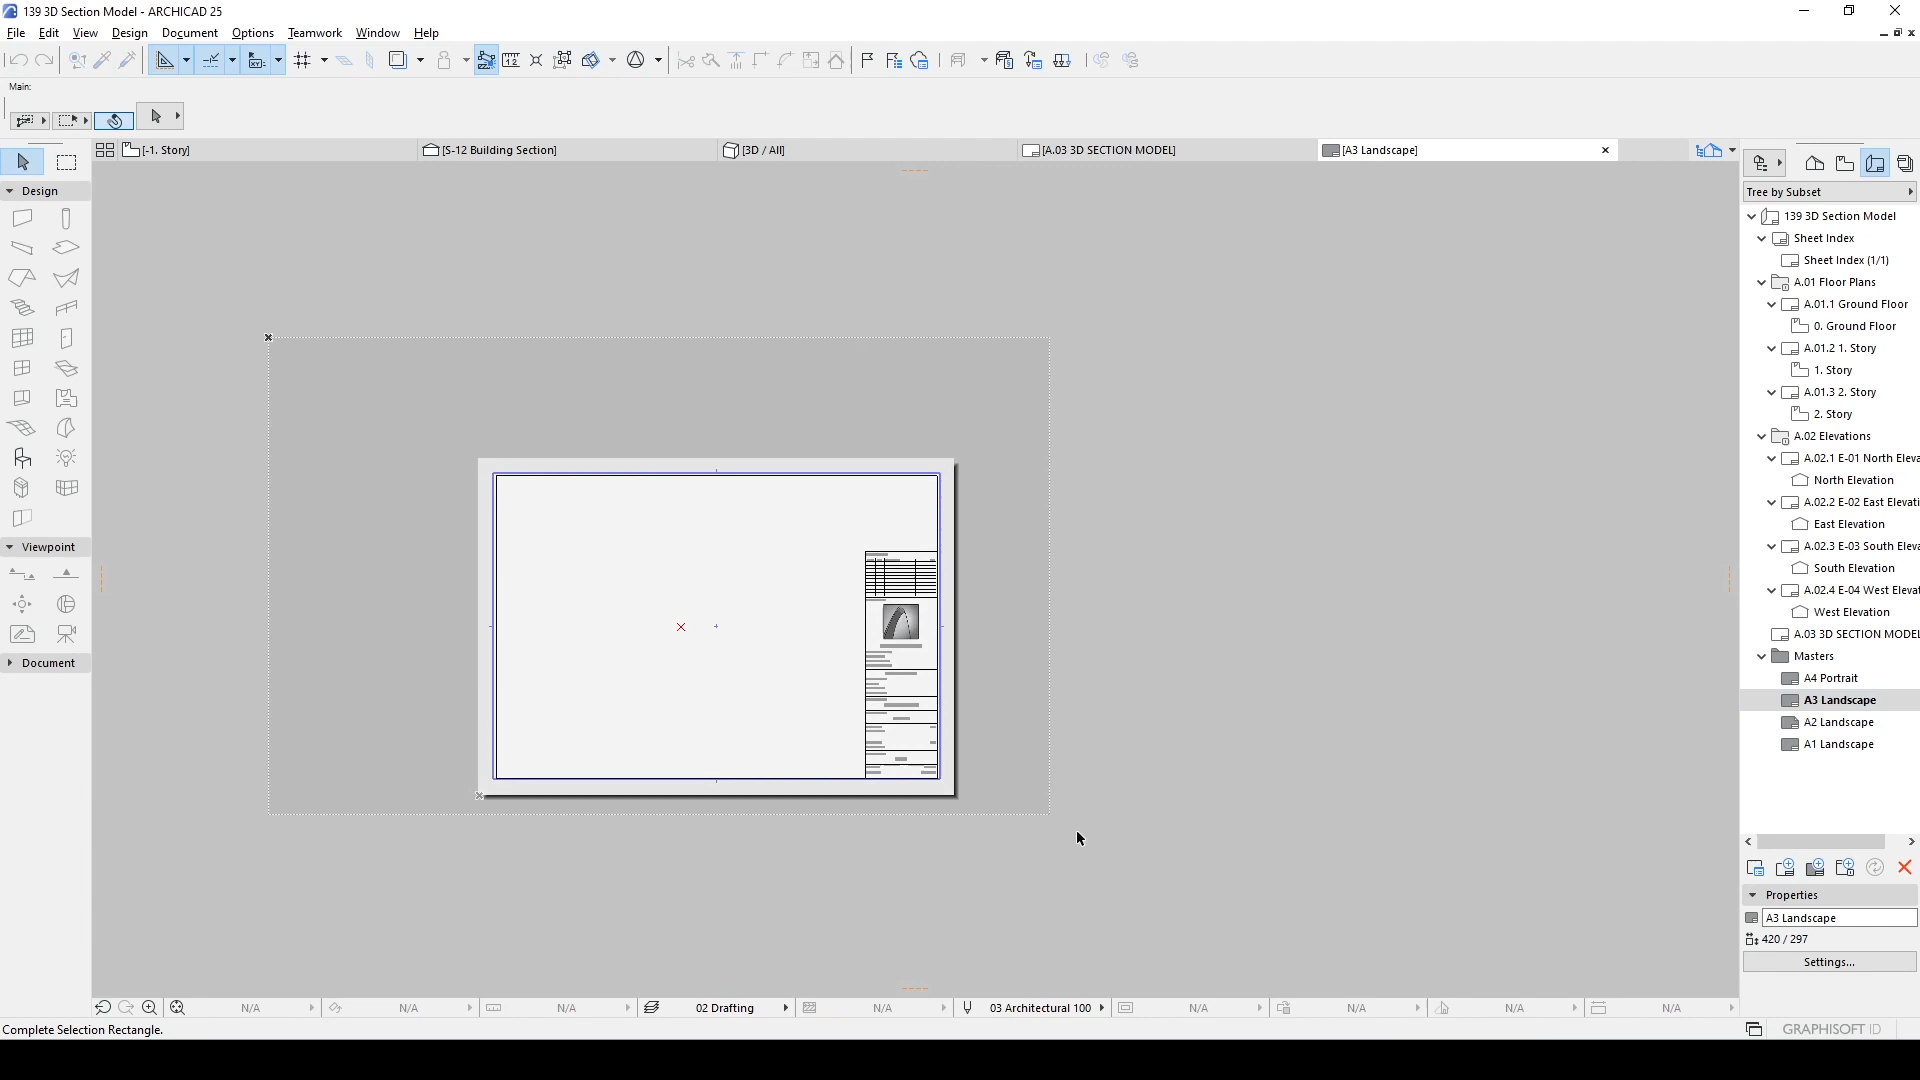 139 3D Section Model - ARCHICAD 25
File Edit View Design Document Options Teamwork Window Help
Main:
[-1. Story] [S-12 Building Section] [3D / All] [A.03 3D SECTION MODEL] [A3 Landscape]
Design
Viewpoint
Document
Tree by Subset
139 3D Section Model
Sheet Index
Sheet Index (1/1)
A.01 Floor Plans
A.01.1 Ground Floor
0. Ground Floor
A.01.2 1. Story
1. Story
A.01.3 2. Story
2. Story
A.02 Elevations
A.02.1 E-01 North Eleva
North Elevation
A.02.2 E-02 East Elevati
East Elevation
A.02.3 E-03 South Eleva
South Elevation
A.02.4 E-04 West Elevat
West Elevation
A.03 3D SECTION MODEL
Masters
A4 Portrait
A3 Landscape
A2 Landscape
A1 Landscape
Properties
A3 Landscape
420 / 297
Settings...
N/A N/A N/A 02 Drafting N/A 03 Architectural 100 N/A N/A N/A N/A
Complete Selection Rectangle.
GRAPHISOFT ID